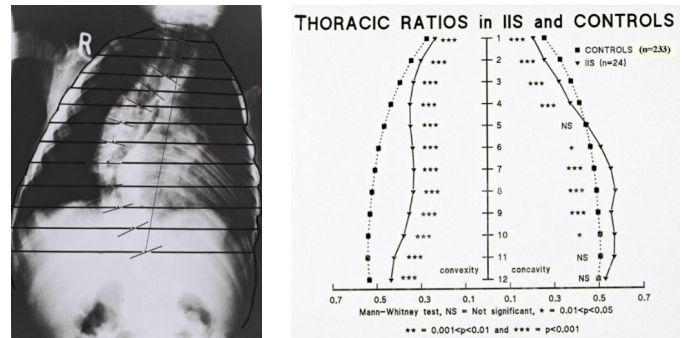 R
THORACIC RATIOS in IIS and CONTROLS
■ CONTROLS (n=233)
▼ IIS (n=24)
*** 1 ***
*** 2 ***
*** 3 ***
*** 4 ***
*** 5 NS
*** 6 *
*** 7 ***
*** 8 ***
*** 9 ***
*** 10 *
*** 11 NS
*** 12 NS
convexity concavity
0.7 0.5 0.3 0.1 0.1 0.3 0.5 0.7
Mann-Whitney test, NS = Not significant, * = 0.01<p<0.05
** = 0.001<p<0.01 and *** = p<0.001